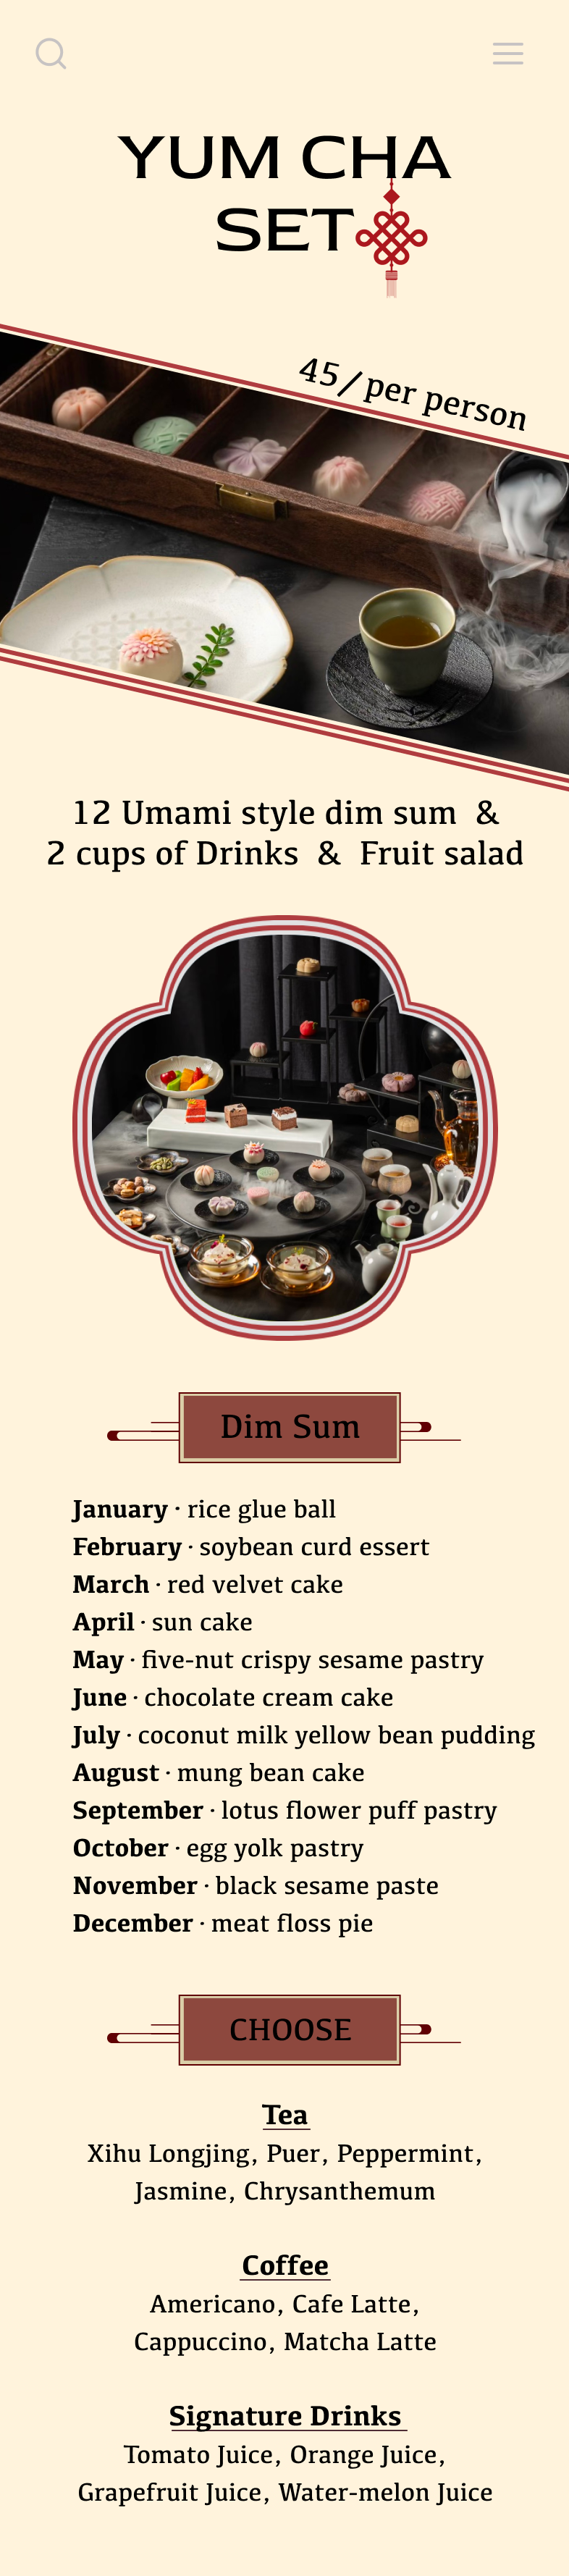 YUM CHA
SET
45/per person
12 Umami style dim sum &
2 cups of Drinks & Fruit salad
Dim Sum
January · rice glue ball
February · soybean curd essert
March · red velvet cake
April · sun cake
May · five-nut crispy sesame pastry
June · chocolate cream cake
July · coconut milk yellow bean pudding
August · mung bean cake
September · lotus flower puff pastry
October · egg yolk pastry
November · black sesame paste
December · meat floss pie
CHOOSE
Tea
Xihu Longjing, Puer, Peppermint,
Jasmine, Chrysanthemum
Coffee
Americano, Cafe Latte,
Cappuccino, Matcha Latte
Signature Drinks
Tomato Juice, Orange Juice,
Grapefruit Juice, Water-melon Juice